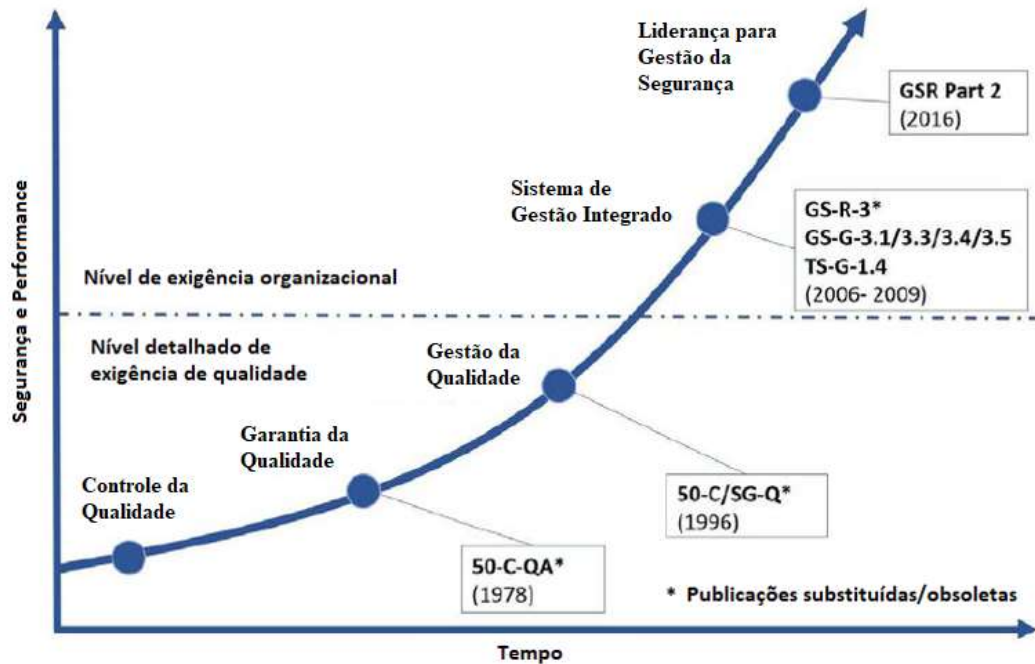 Liderança para
Gestão da
Segurança
GSR Part 2
(2016)
Sistema de
Gestão Integrado
GS-R-3*
GS-G-3.1/3.3/3.4/3.5
TS-G-1.4
(2006- 2009)
Nível de exigência organizacional
Nível detalhado de
exigência de qualidade
Gestão da
Qualidade
Garantia da
Qualidade
Controle da
Qualidade
50-C/SG-Q*
(1996)
50-C-QA*
(1978)
* Publicações substituídas/obsoletas
Segurança e Performance
Tempo